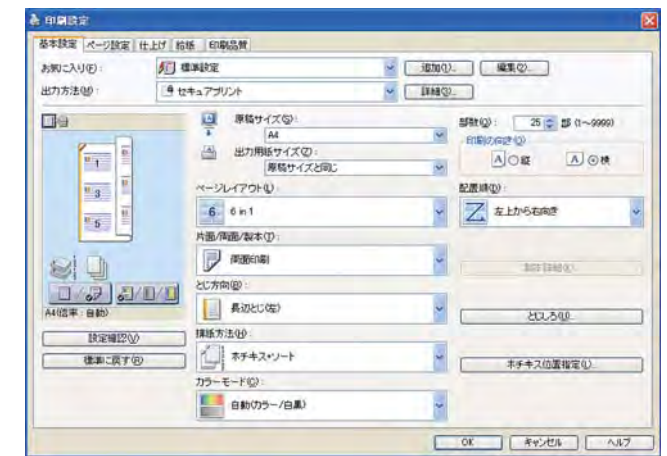 印刷設定
基本設定 ページ設定 仕上げ 給紙 印刷品質
お気に入り(F): 標準設定 追加(1)... 編集(2)...
出力方法(M): セキュアプリント 詳細(3)...
原稿サイズ(S):
A4
出力用紙サイズ(Z):
原稿サイズと同じ
部数(Q): 25 部 (1～9999)
印刷の向き(O)
A 縦 A 横
ページレイアウト(L):
6 6 in 1
配置順(D):
左上から右向き
片面/両面/製本(T):
両面印刷
とじ方向(B):
長辺とじ(左)
とじしろ(U)...
排紙方法(H):
ホチキス+ソート
ホチキス位置指定(L)...
カラーモード(C):
自動(カラー/白黒)
1
3
5
A4(倍率: 自動)
設定確認(V)
標準に戻す(R)
OK キャンセル ヘルプ